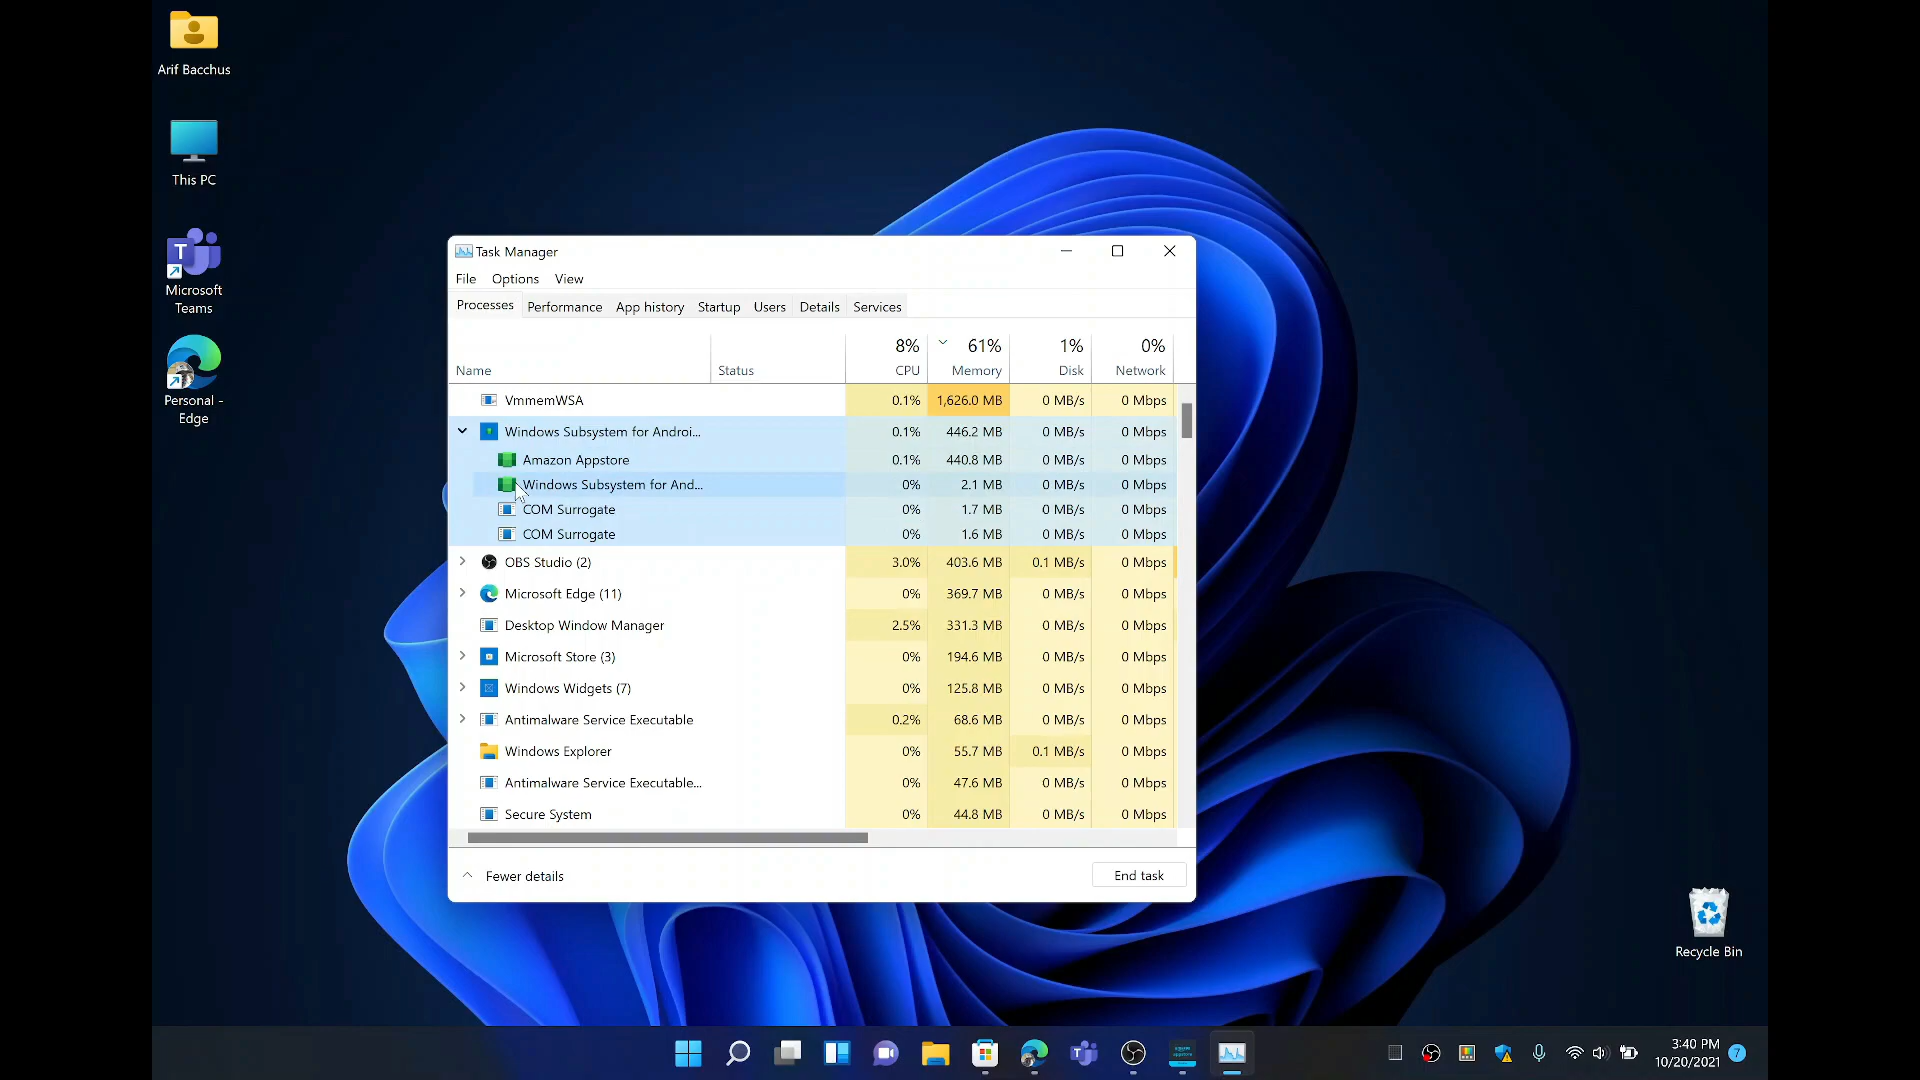 Arif Bacchus
This PC
Microsoft
Teams
Personal -
Edge
Task Manager
File Options View
Processes Performance App history Startup Users Details Services
8% 61% 1% 0%
Name Status CPU Memory Disk Network
VmmemWSA 0.1% 1,626.0 MB 0 MB/s 0 Mbps
Windows Subsystem for Androi... 0.1% 446.2 MB 0 MB/s 0 Mbps
Amazon Appstore 0.1% 440.8 MB 0 MB/s 0 Mbps
Windows Subsystem for And... 0% 2.1 MB 0 MB/s 0 Mbps
COM Surrogate 0% 1.7 MB 0 MB/s 0 Mbps
COM Surrogate 0% 1.6 MB 0 MB/s 0 Mbps
OBS Studio (2) 3.0% 403.6 MB 0.1 MB/s 0 Mbps
Microsoft Edge (11) 0% 369.7 MB 0 MB/s 0 Mbps
Desktop Window Manager 2.5% 331.3 MB 0 MB/s 0 Mbps
Microsoft Store (3) 0% 194.6 MB 0 MB/s 0 Mbps
Windows Widgets (7) 0% 125.8 MB 0 MB/s 0 Mbps
Antimalware Service Executable 0.2% 68.6 MB 0 MB/s 0 Mbps
Windows Explorer 0% 55.7 MB 0.1 MB/s 0 Mbps
Antimalware Service Executable... 0% 47.6 MB 0 MB/s 0 Mbps
Secure System 0% 44.8 MB 0 MB/s 0 Mbps
Fewer details End task
Recycle Bin
3:40 PM
10/20/2021 7